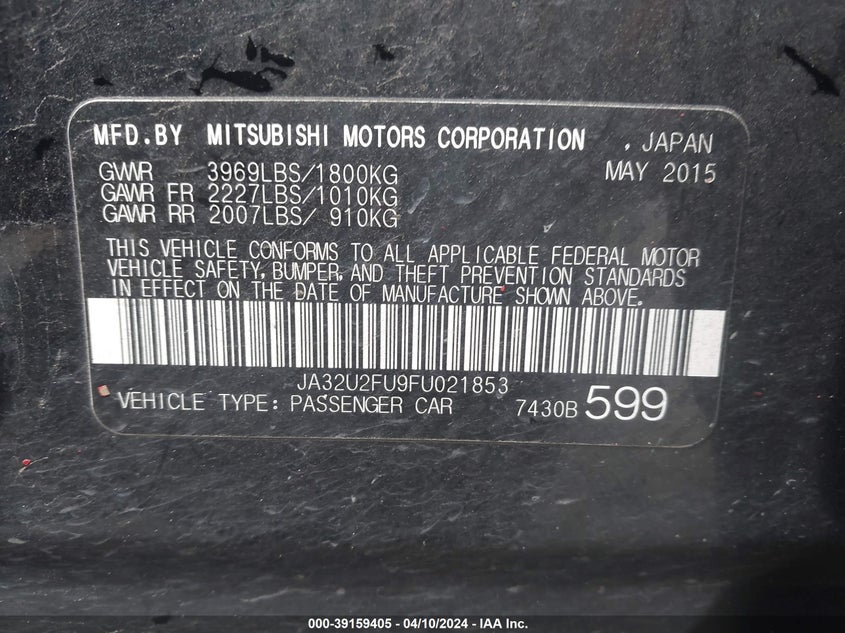 MFD.BY MITSUBISHI MOTORS CORPORATION , JAPAN
GVWR 3969LBS/1800KG MAY 2015
GAWR FR 2227LBS/1010KG
GAWR RR 2007LBS/ 910KG
THIS VEHICLE CONFORMS TO ALL APPLICABLE FEDERAL MOTOR
VEHICLE SAFETY, BUMPER, AND THEFT PREVENTION STANDARDS
IN EFFECT ON THE DATE OF MANUFACTURE SHOWN ABOVE.
JA32U2FU9FU021853
VEHICLE TYPE: PASSENGER CAR 7430B 599
000-39159405 - 04/10/2024 - IAA Inc.